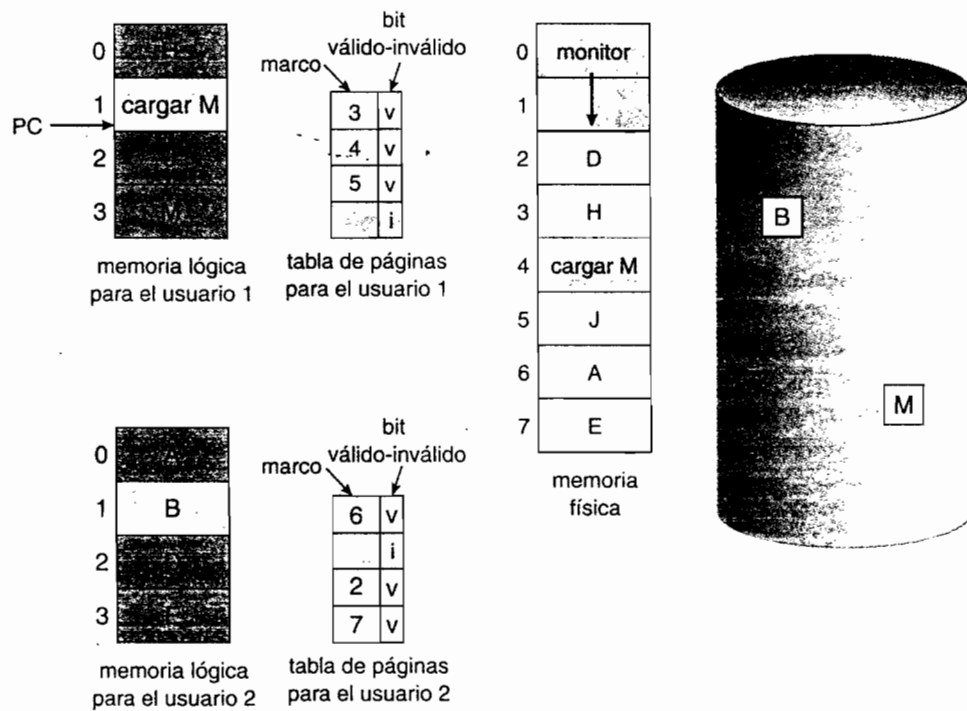 0
1
2
3
cargar M
M
PC
memoria lógica
para el usuario 1
marco
bit
válido-inválido
3 v
4 v
5 v
i
tabla de páginas
para el usuario 1
0 monitor
1
2 D
3 H
4 cargar M
5 J
6 A
7 E
memoria
física
B
M
0
1 B
2
3
memoria lógica
para el usuario 2
marco
bit
válido-inválido
6 v
i
2 v
7 v
tabla de páginas
para el usuario 2